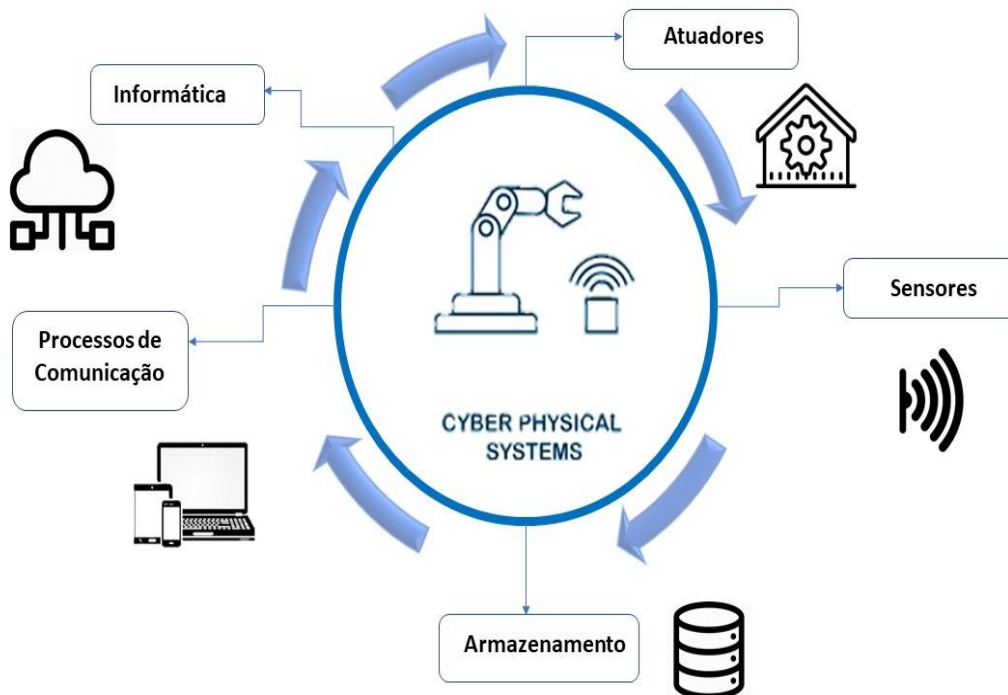 Atuadores
Informática
Sensores
Processos de
Comunicação
CYBER PHYSICAL
SYSTEMS
Armazenamento